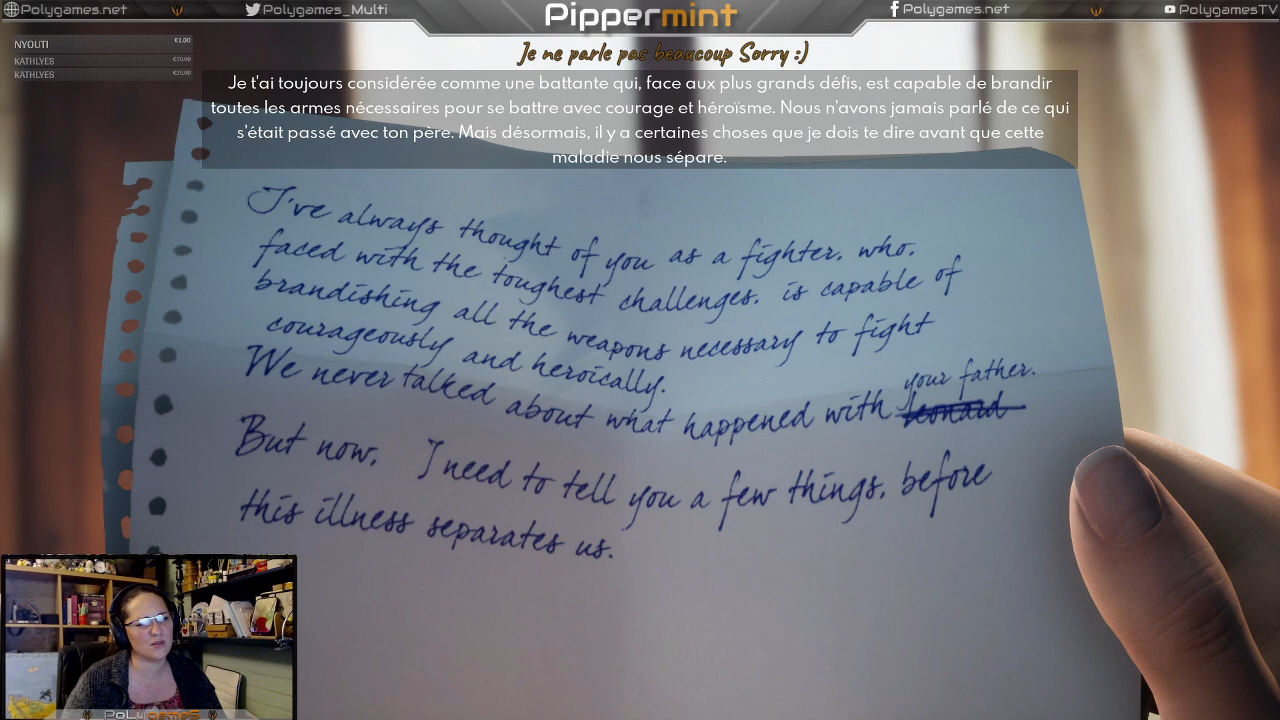 Polygames.net
Polygames_Multi
Pippermint
Polygames.net
PolygamesTV
Je ne parle pas beaucoup Sorry :)
NYOUTI €1.00
KATHLYES
KATHLYES €20.00
Je t'ai toujours considérée comme une battante qui, face aux plus grands défis, est capable de brandir
toutes les armes nécessaires pour se battre avec courage et héroïsme. Nous n'avons jamais parlé de ce qui
s'était passé avec ton père. Mais désormais, il y a certaines choses que je dois te dire avant que cette
maladie nous sépare.
I've always thought of you as a fighter. who.
faced with the toughest challenges. is capable of
brandishing all the weapons necessary to fight
courageously and heroically.
your father.
We never talked about what happened with leonard
But now. I need to tell you a few things. before
this illness separates us.
PoLygameS